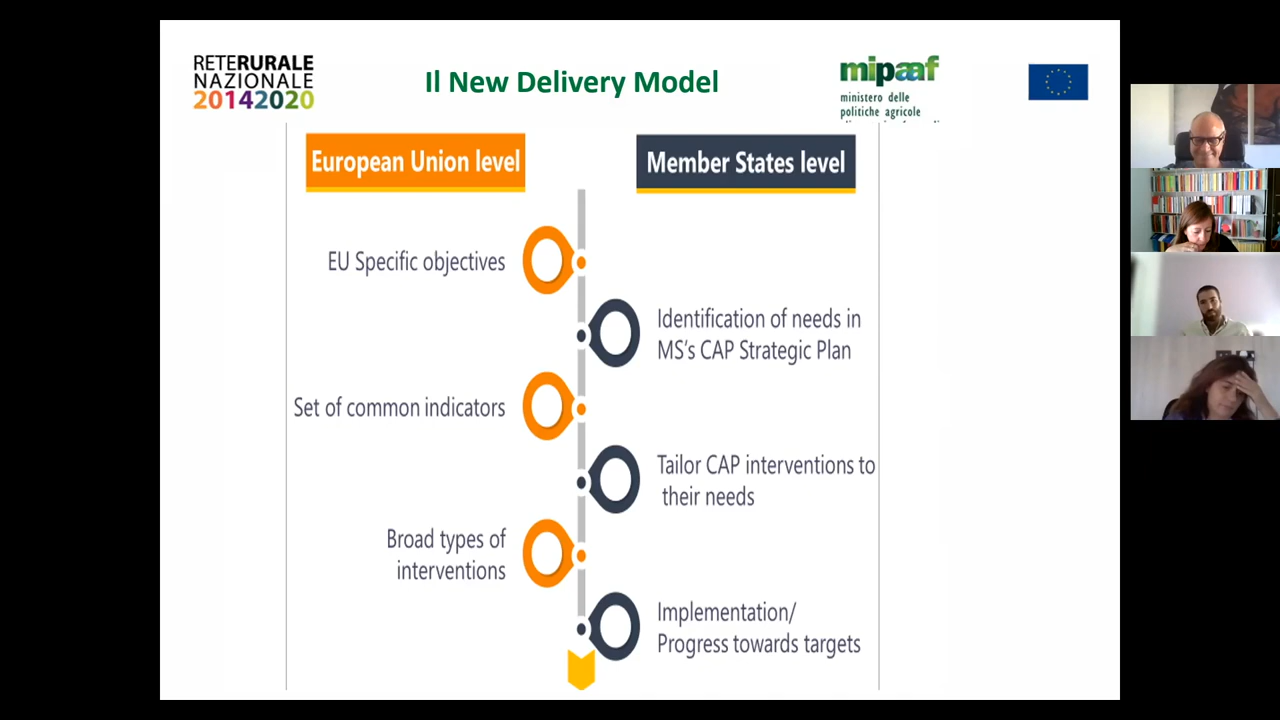 RETERURALE
NAZIONALE
20142020
Il New Delivery Model
mipaaf
ministero delle
politiche agricole
European Union level
Member States level
EU Specific objectives
Identification of needs in
MS's CAP Strategic Plan
Set of common indicators
Tailor CAP interventions to
their needs
Broad types of
interventions
Implementation/
Progress towards targets